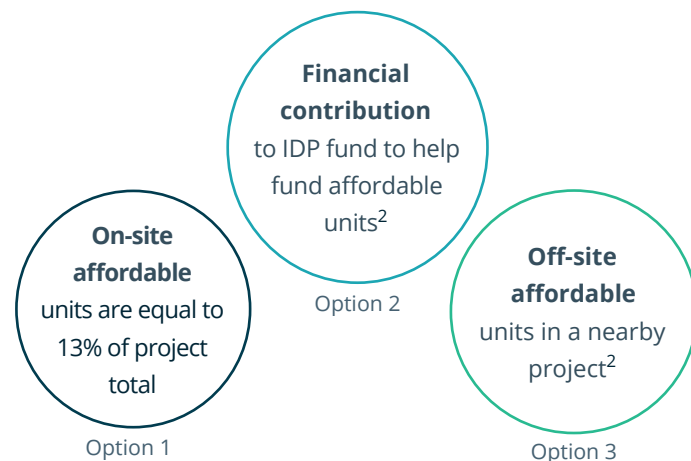 Financial
contribution
to IDP fund to help
fund affordable
units²
Option 2
On-site
affordable
units are equal to
13% of project
total
Option 1
Off-site
affordable
units in a nearby
project²
Option 3